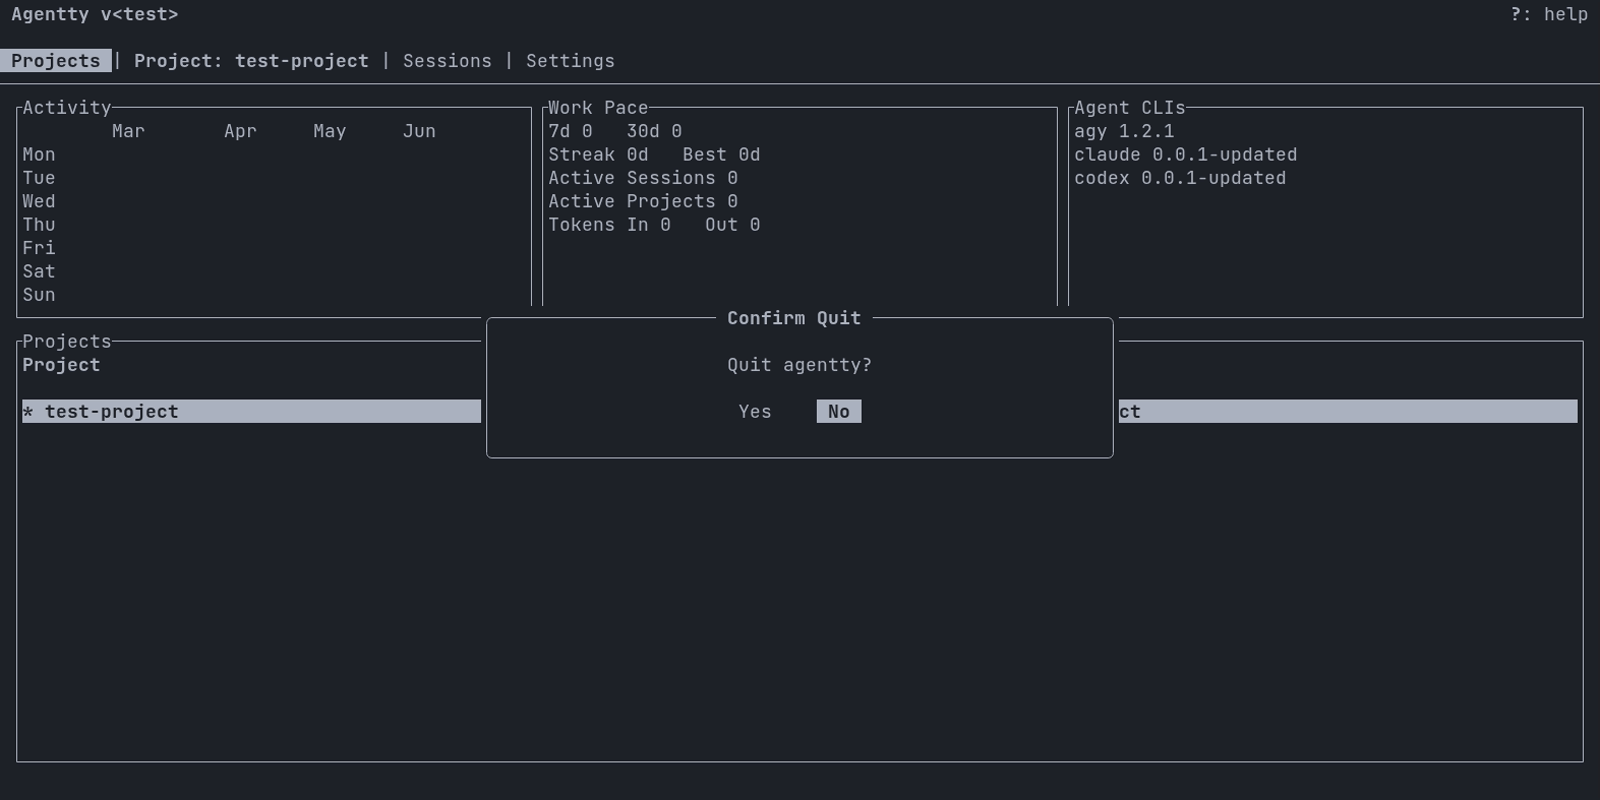 Agentty v<test> ?: help
Projects | Project: test-project | Sessions | Settings
Activity
Mar Apr May Jun
Mon
Tue
Wed
Thu
Fri
Sat
Sun
Work Pace
7d 0 30d 0
Streak 0d Best 0d
Active Sessions 0
Active Projects 0
Tokens In 0 Out 0
Agent CLIs
agy 1.2.1
claude 0.0.1-updated
codex 0.0.1-updated
Projects
Project
* test-project
ct
Confirm Quit
Quit agentty?
Yes No